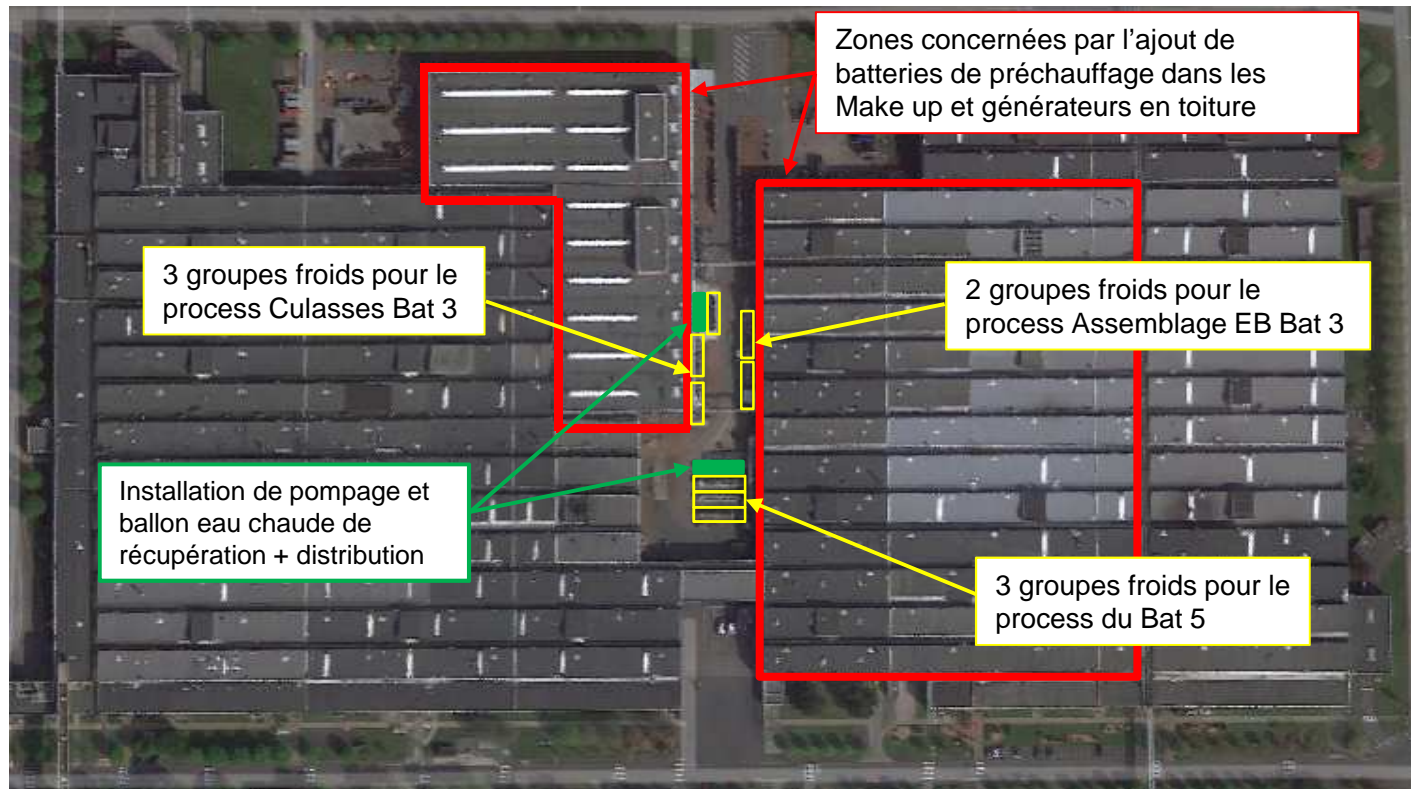 Zones concernées par l'ajout de
batteries de préchauffage dans les
Make up et générateurs en toiture
3 groupes froids pour le
process Culasses Bat 3
2 groupes froids pour le
process Assemblage EB Bat 3
Installation de pompage et
ballon eau chaude de
récupération + distribution
3 groupes froids pour le
process du Bat 5